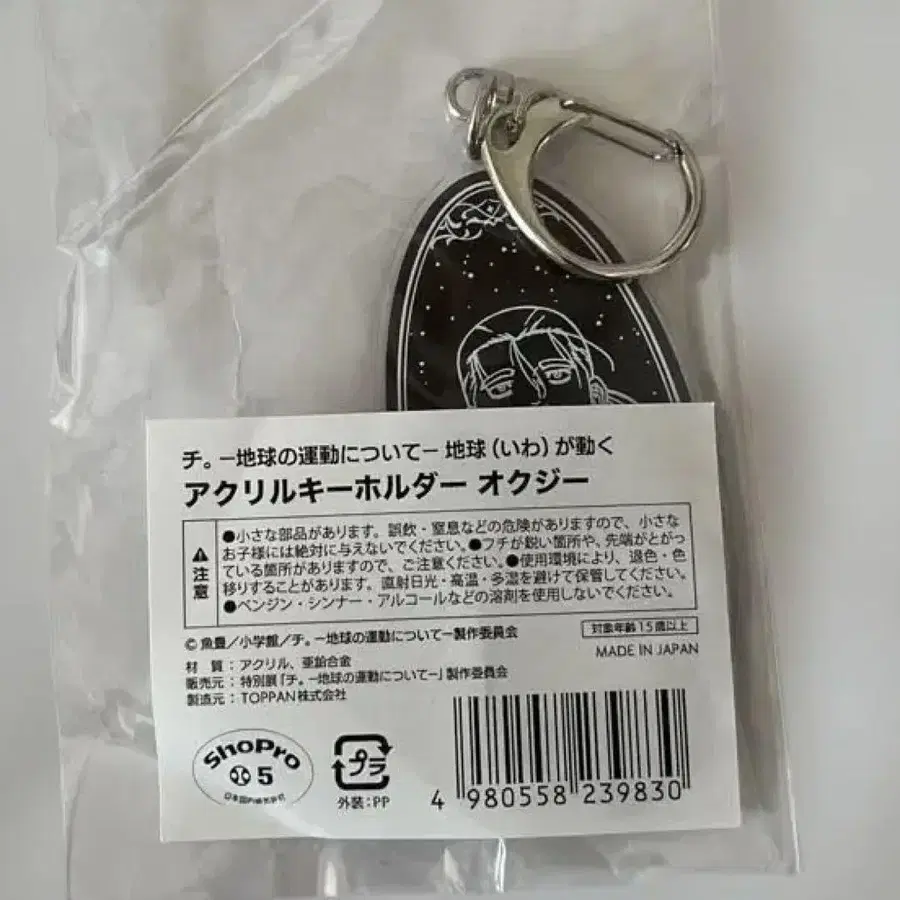 チ。−地球の運動について− 地球（いわ）が動く
アクリルキーホルダー オクジー
注意
●小さな部品があります。誤飲・窒息などの危険がありますので、小さな
お子様には絶対に与えないでください。●フチが鋭い箇所や、先端がとがっ
ている箇所がありますので、ご注意ください。●使用環境により、退色・色
移りすることがあります。直射日光・高温・多湿を避けて保管してください。
●ベンジン・シンナー・アルコールなどの溶剤を使用しないでください。
© 魚豊／小学館／チ。−地球の運動について−製作委員会
対象年齢15歳以上
MADE IN JAPAN
材 質：アクリル、亜鉛合金
販売元：特別展「チ。−地球の運動について−」製作委員会
製造元：TOPPAN株式会社
ShoPro
5
プラ
外装：PP
4 980558 239830